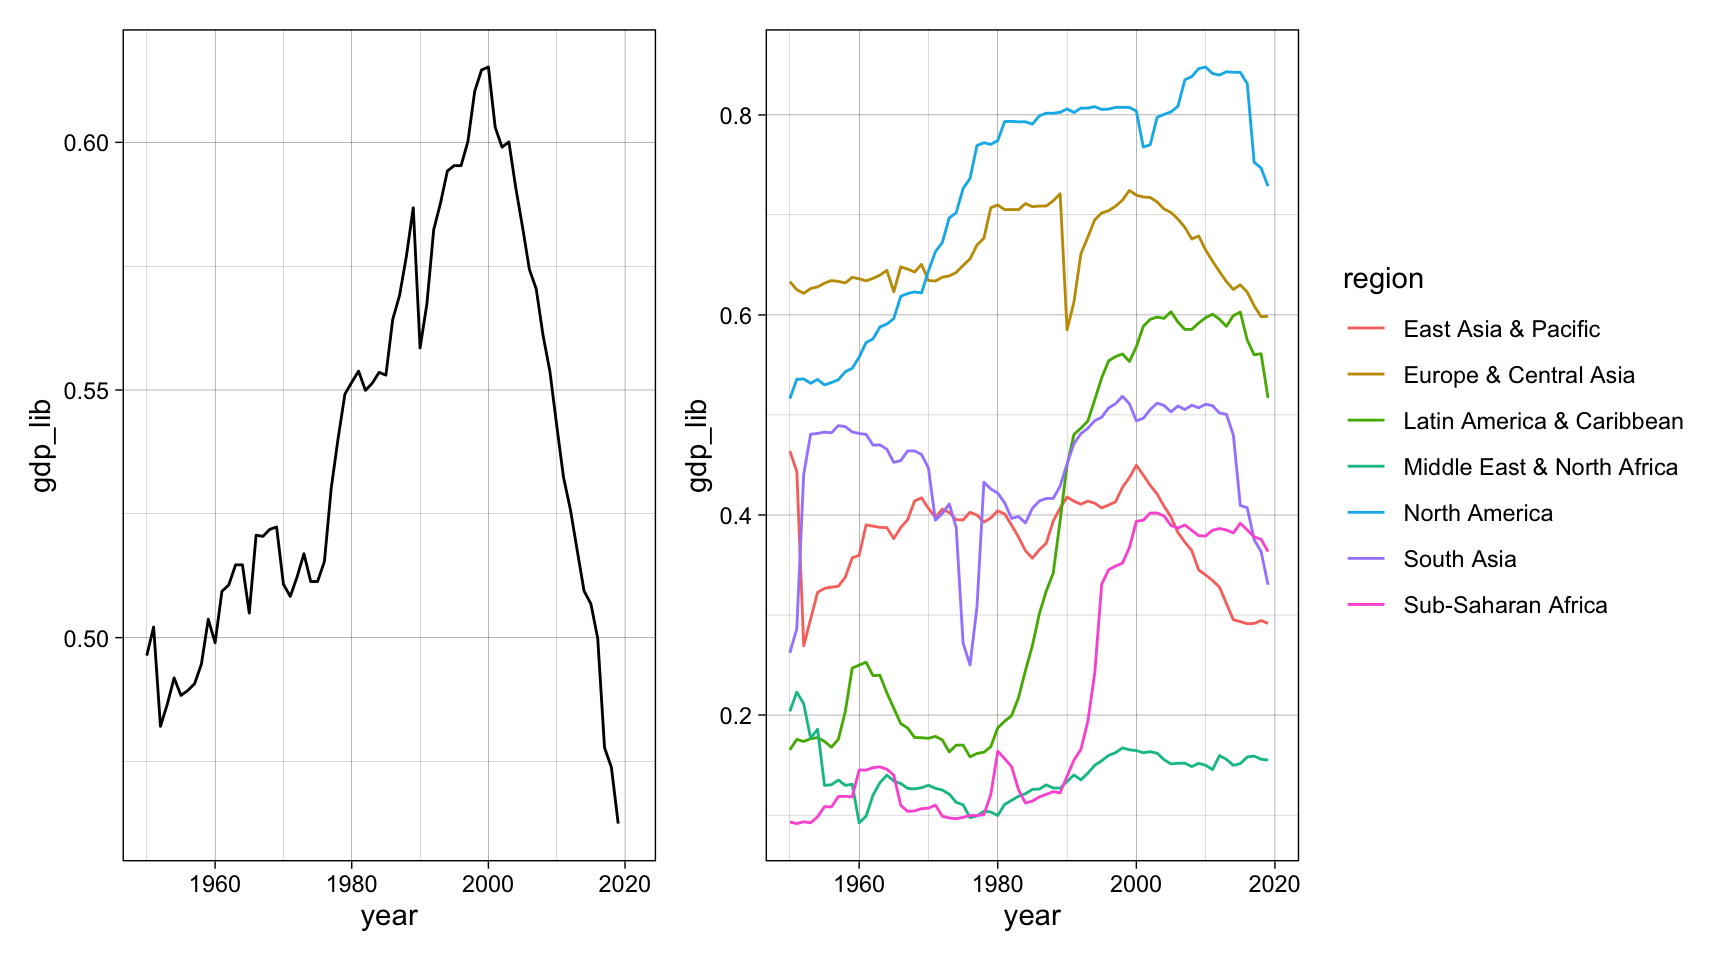 gdp_lib
0.60
0.55
0.50
1960 1980 2000 2020
year
gdp_lib
0.8
0.6
0.4
0.2
1960 1980 2000 2020
year
region
East Asia & Pacific
Europe & Central Asia
Latin America & Caribbean
Middle East & North Africa
North America
South Asia
Sub-Saharan Africa